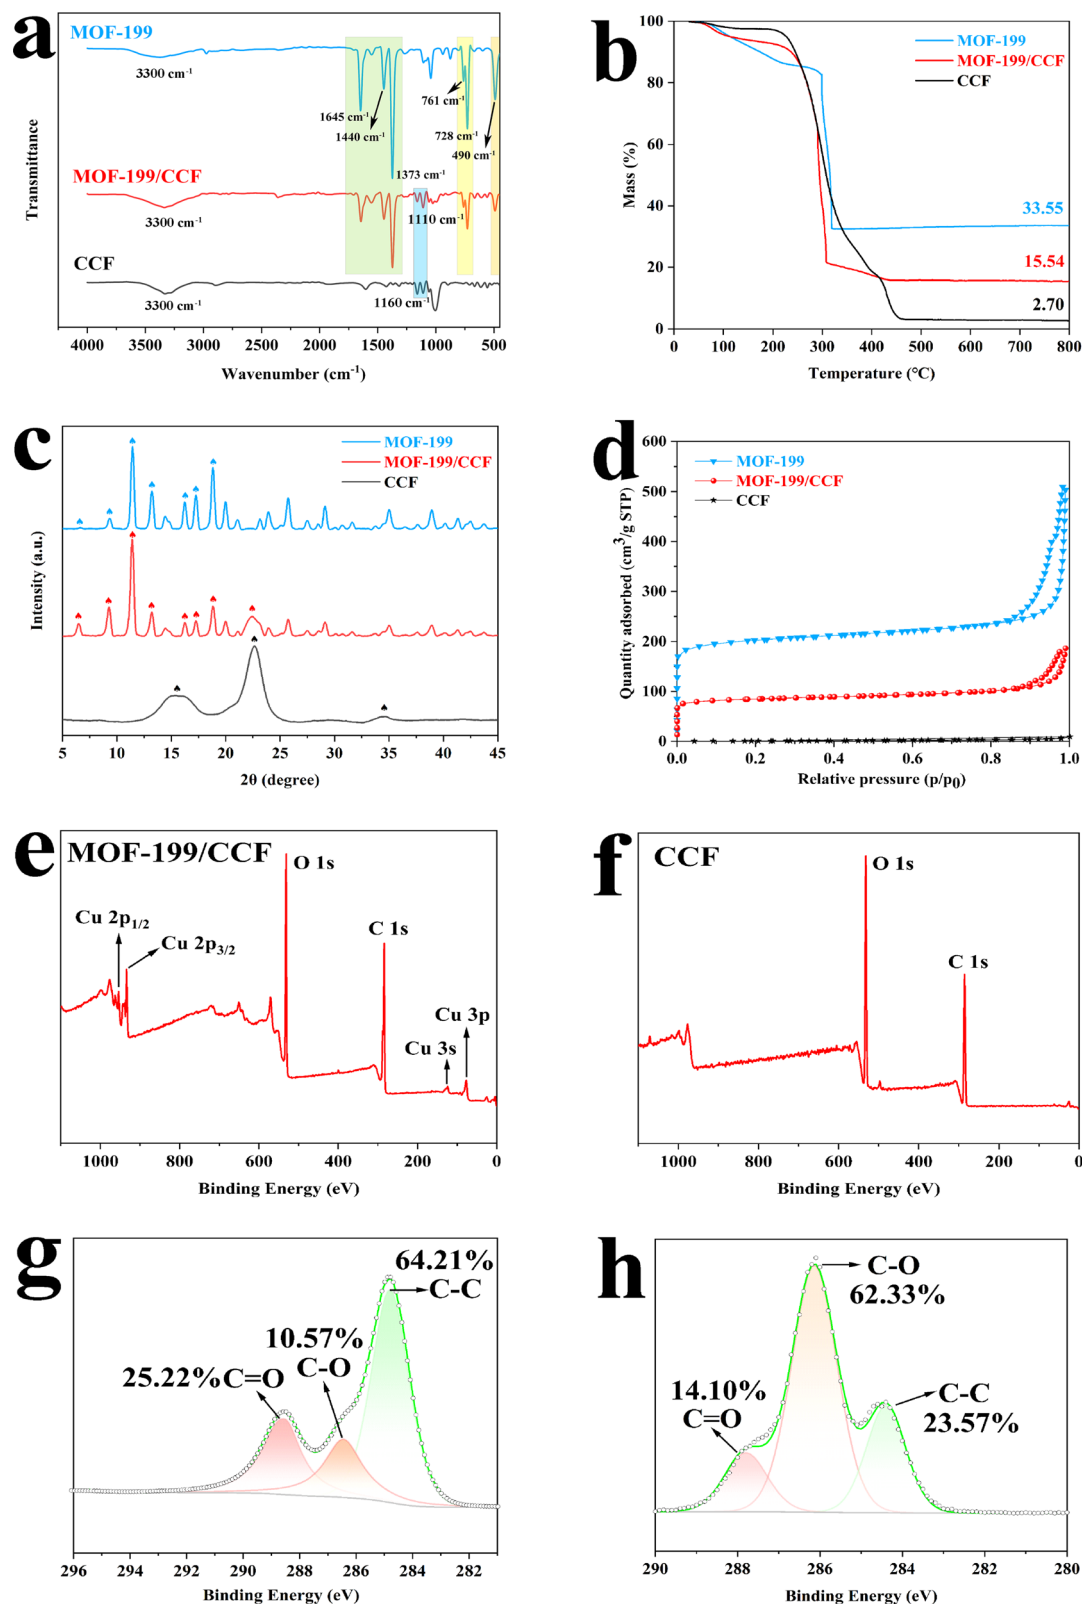 a
MOF-199
3300 cm⁻¹
1645 cm⁻¹
1440 cm⁻¹
1373 cm⁻¹
761 cm⁻¹
728 cm⁻¹
490 cm⁻¹
MOF-199/CCF
3300 cm⁻¹
1110 cm⁻¹
CCF
3300 cm⁻¹
1160 cm⁻¹
Transmittance
4000 3500 3000 2500 2000 1500 1000 500
Wavenumber (cm⁻¹)
b
MOF-199
MOF-199/CCF
CCF
33.55
15.54
2.70
Mass (%)
100
80
60
40
20
0
0 100 200 300 400 500 600 700 800
Temperature (°C)
c
MOF-199
MOF-199/CCF
CCF
Intensity (a.u.)
5 10 15 20 25 30 35 40 45
2θ (degree)
d
MOF-199
MOF-199/CCF
CCF
Quantity adsorbed (cm³/g STP)
600
500
400
300
200
100
0
0.0 0.2 0.4 0.6 0.8 1.0
Relative pressure (p/p₀)
e
MOF-199/CCF
O 1s
Cu 2p₁/₂
Cu 2p₃/₂
C 1s
Cu 3p
Cu 3s
1000 800 600 400 200 0
Binding Energy (eV)
f
CCF
O 1s
C 1s
1000 800 600 400 200 0
Binding Energy (eV)
g
64.21%
C-C
10.57%
C-O
25.22% C=O
296 294 292 290 288 286 284 282
Binding Energy (eV)
h
C-O
62.33%
14.10%
C=O
C-C
23.57%
290 288 286 284 282 280
Binding Energy (eV)